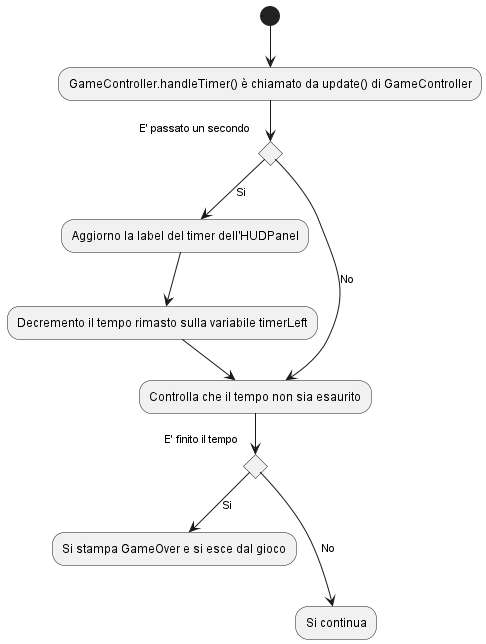 GameController.handleTimer() è chiamato da update() di GameController
E' passato un secondo
Si
Aggiorno la label del timer dell'HUDPanel
No
Decremento il tempo rimasto sulla variabile timerLeft
Controlla che il tempo non sia esaurito
E' finito il tempo
Si
Si stampa GameOver e si esce dal gioco
No
Si continua